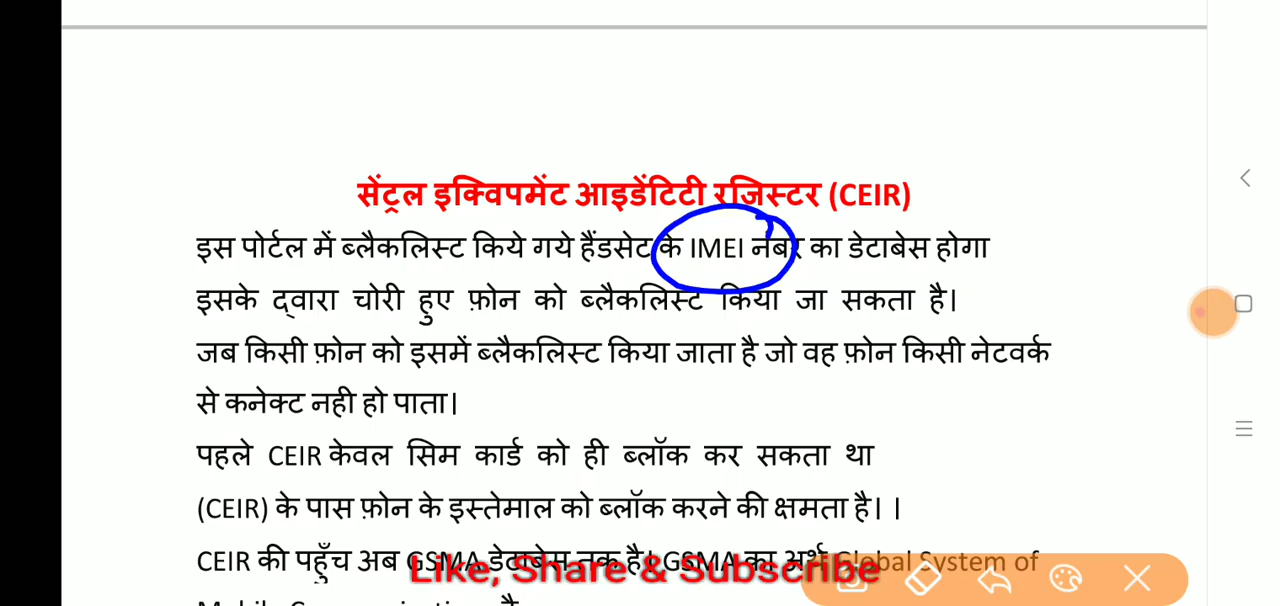 सेंट्रल इक्विपमेंट आइडेंटिटी रजिस्टर (CEIR)
इस पोर्टल में ब्लैकलिस्ट किये गये हैंडसेट के IMEI नंबर का डेटाबेस होगा
इसके द्वारा चोरी हुए फ़ोन को ब्लैकलिस्ट किया जा सकता है।
जब किसी फ़ोन को इसमें ब्लैकलिस्ट किया जाता है जो वह फ़ोन किसी नेटवर्क
से कनेक्ट नही हो पाता।
पहले CEIR केवल सिम कार्ड को ही ब्लॉक कर सकता था
(CEIR) के पास फ़ोन के इस्तेमाल को ब्लॉक करने की क्षमता है। ।
CEIR की पहुँच अब GSMA डेटाबेस तक है। GSMA का अर्थ Global System of
Like, Share & Subscribe